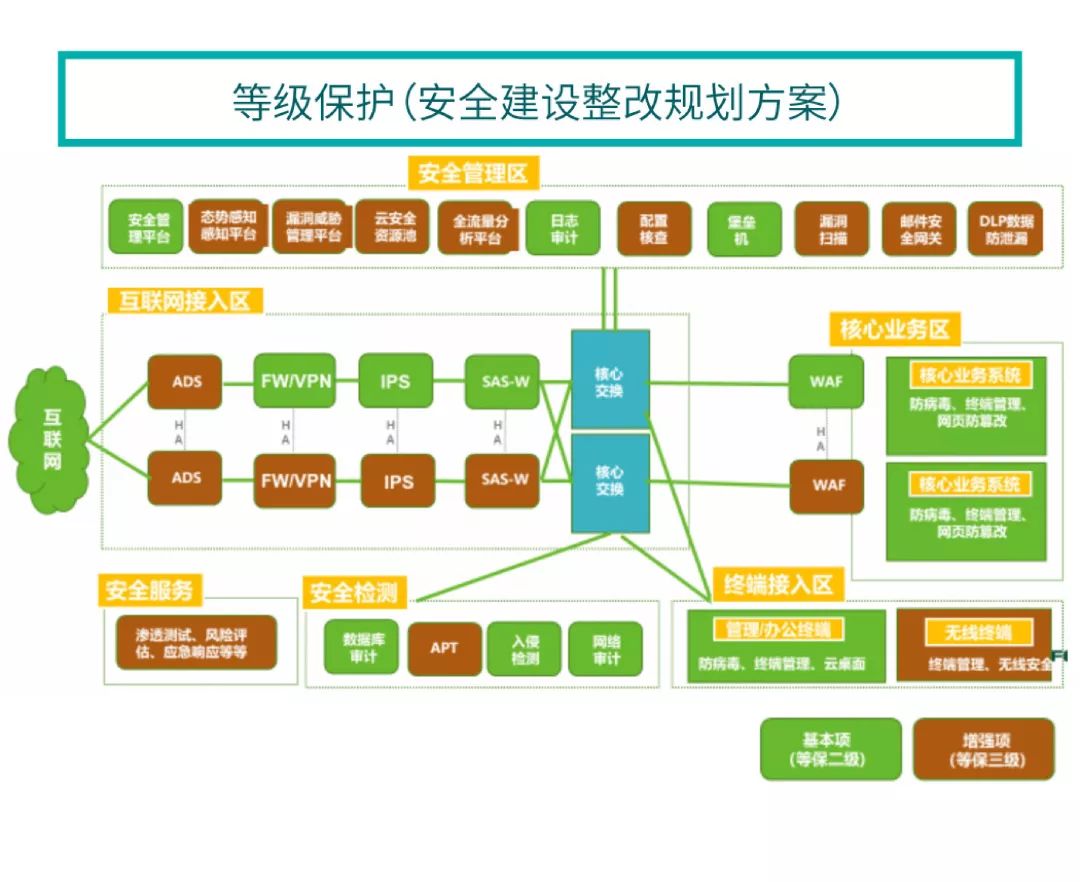 等级保护(安全建设整改规划方案)
安全管理区
安全管
理平台
态势感知
感知平台
漏洞威胁
管理平台
云安全
资源池
全流量分
析平台
日志
审计
配置
核查
堡垒
机
漏洞
扫描
邮件安
全网关
DLP数据
防泄漏
互联网接入区
互
联
网
ADS
FW/VPN
IPS
SAS-W
H
A
H
A
H
A
H
A
ADS
FW/VPN
IPS
SAS-W
核心
交换
核心
交换
核心业务区
WAF
H
A
WAF
核心业务系统
防病毒、终端管理、
网页防篡改
核心业务系统
防病毒、终端管理、
网页防篡改
安全服务
渗透测试、风险评
估、应急响应等等
安全检测
数据库
审计
APT
入侵
检测
网络
审计
终端接入区
管理/办公终端
防病毒、终端管理、云桌面
无线终端
终端管理、无线安全
基本项
(等保二级)
增强项
(等保三级)